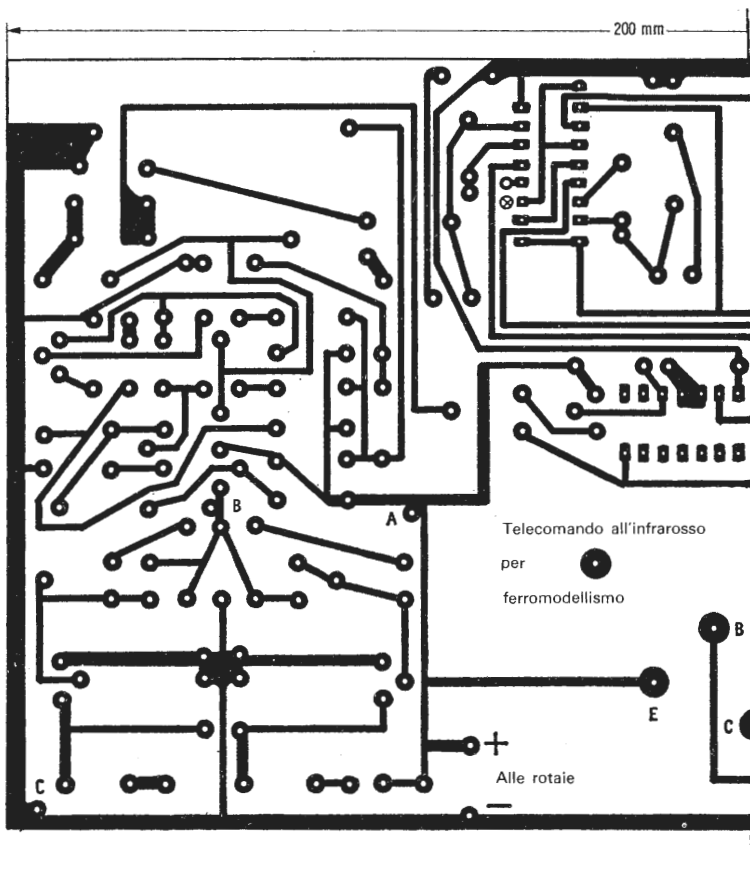 200 mm
B
A
Telecomando all'infrarosso
per
ferromodellismo
B
E
C
+
Alle rotaie
C
—